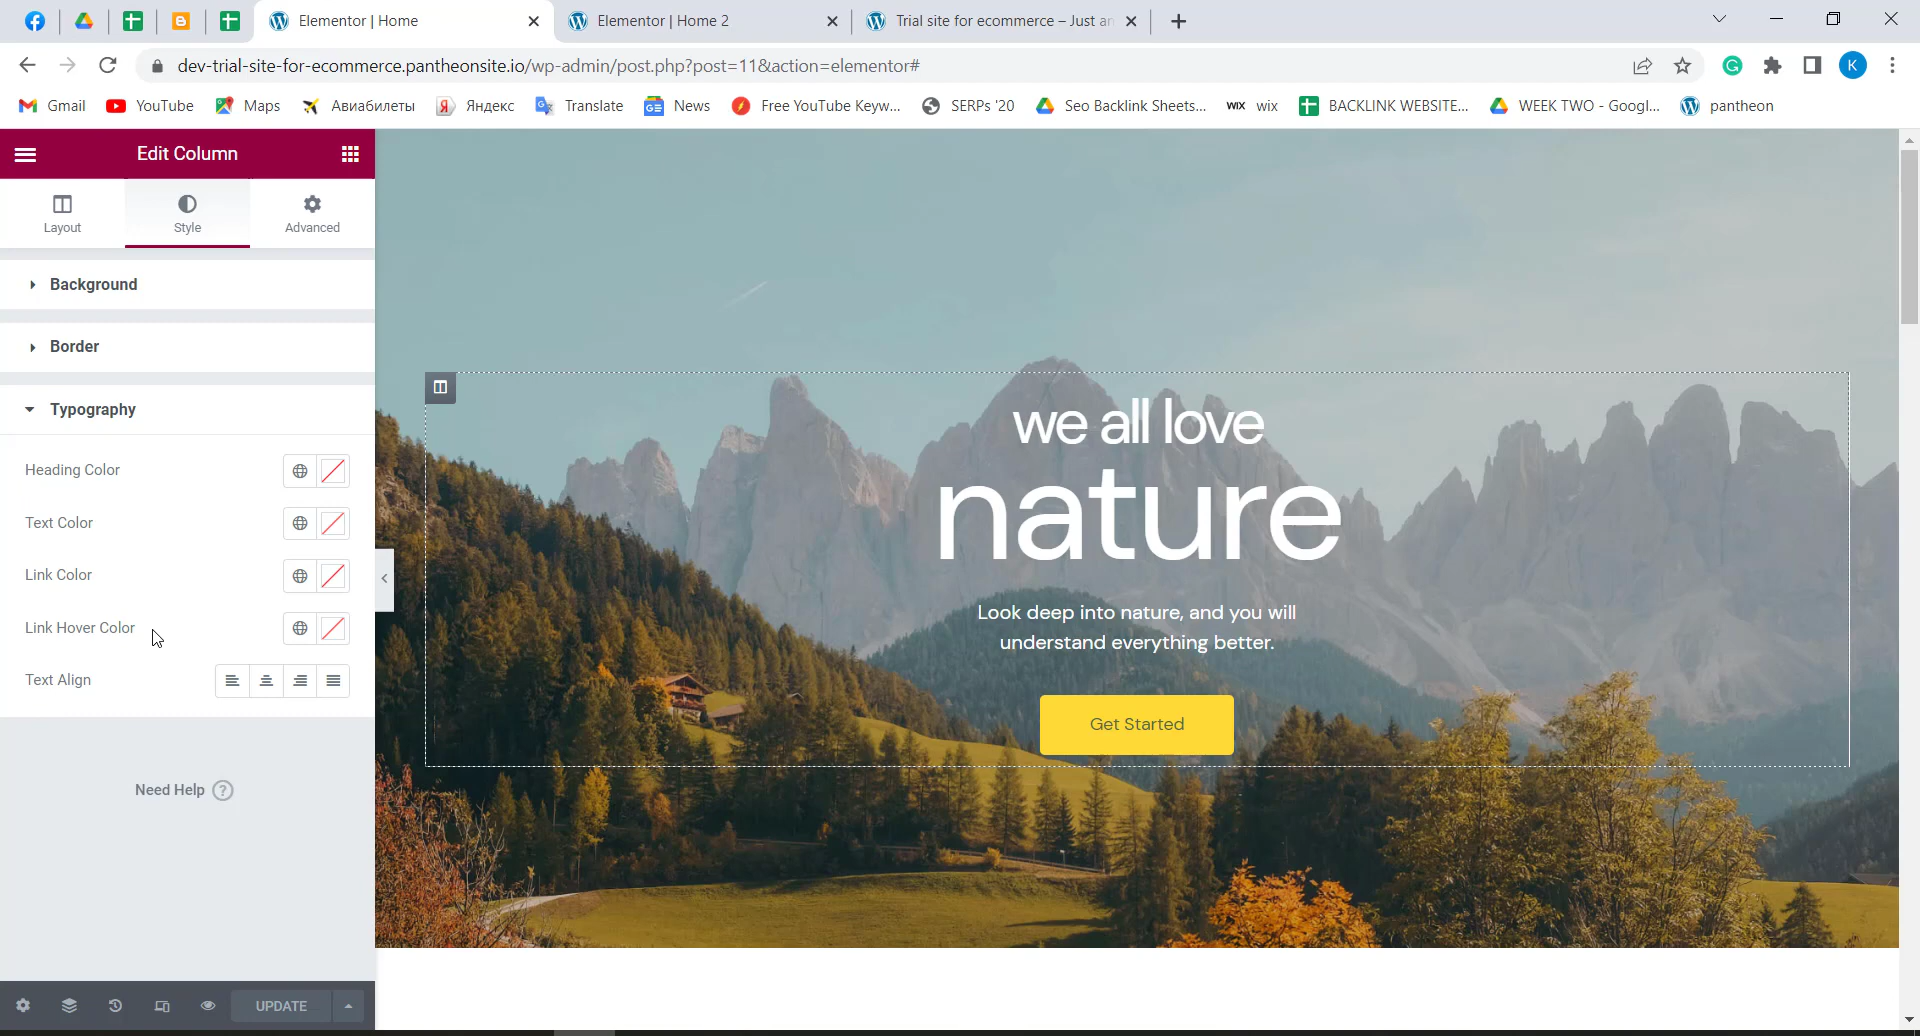 Elementor | Home
Elementor | Home 2
Trial site for ecommerce – Just an
dev-trial-site-for-ecommerce.pantheonsite.io/wp-admin/post.php?post=11&action=elementor#
K
Gmail
YouTube
Maps
Авиабилеты
Яндекс
Translate
News
Free YouTube Keyw...
SERPs '20
Seo Backlink Sheets...
WIX wix
BACKLINK WEBSITE...
WEEK TWO - Googl...
pantheon
Edit Column
Layout
Style
Advanced
Background
Border
Typography
Heading Color
Text Color
Link Color
Link Hover Color
Text Align
Need Help ?
UPDATE
we all love
nature
Look deep into nature, and you will
understand everything better.
Get Started